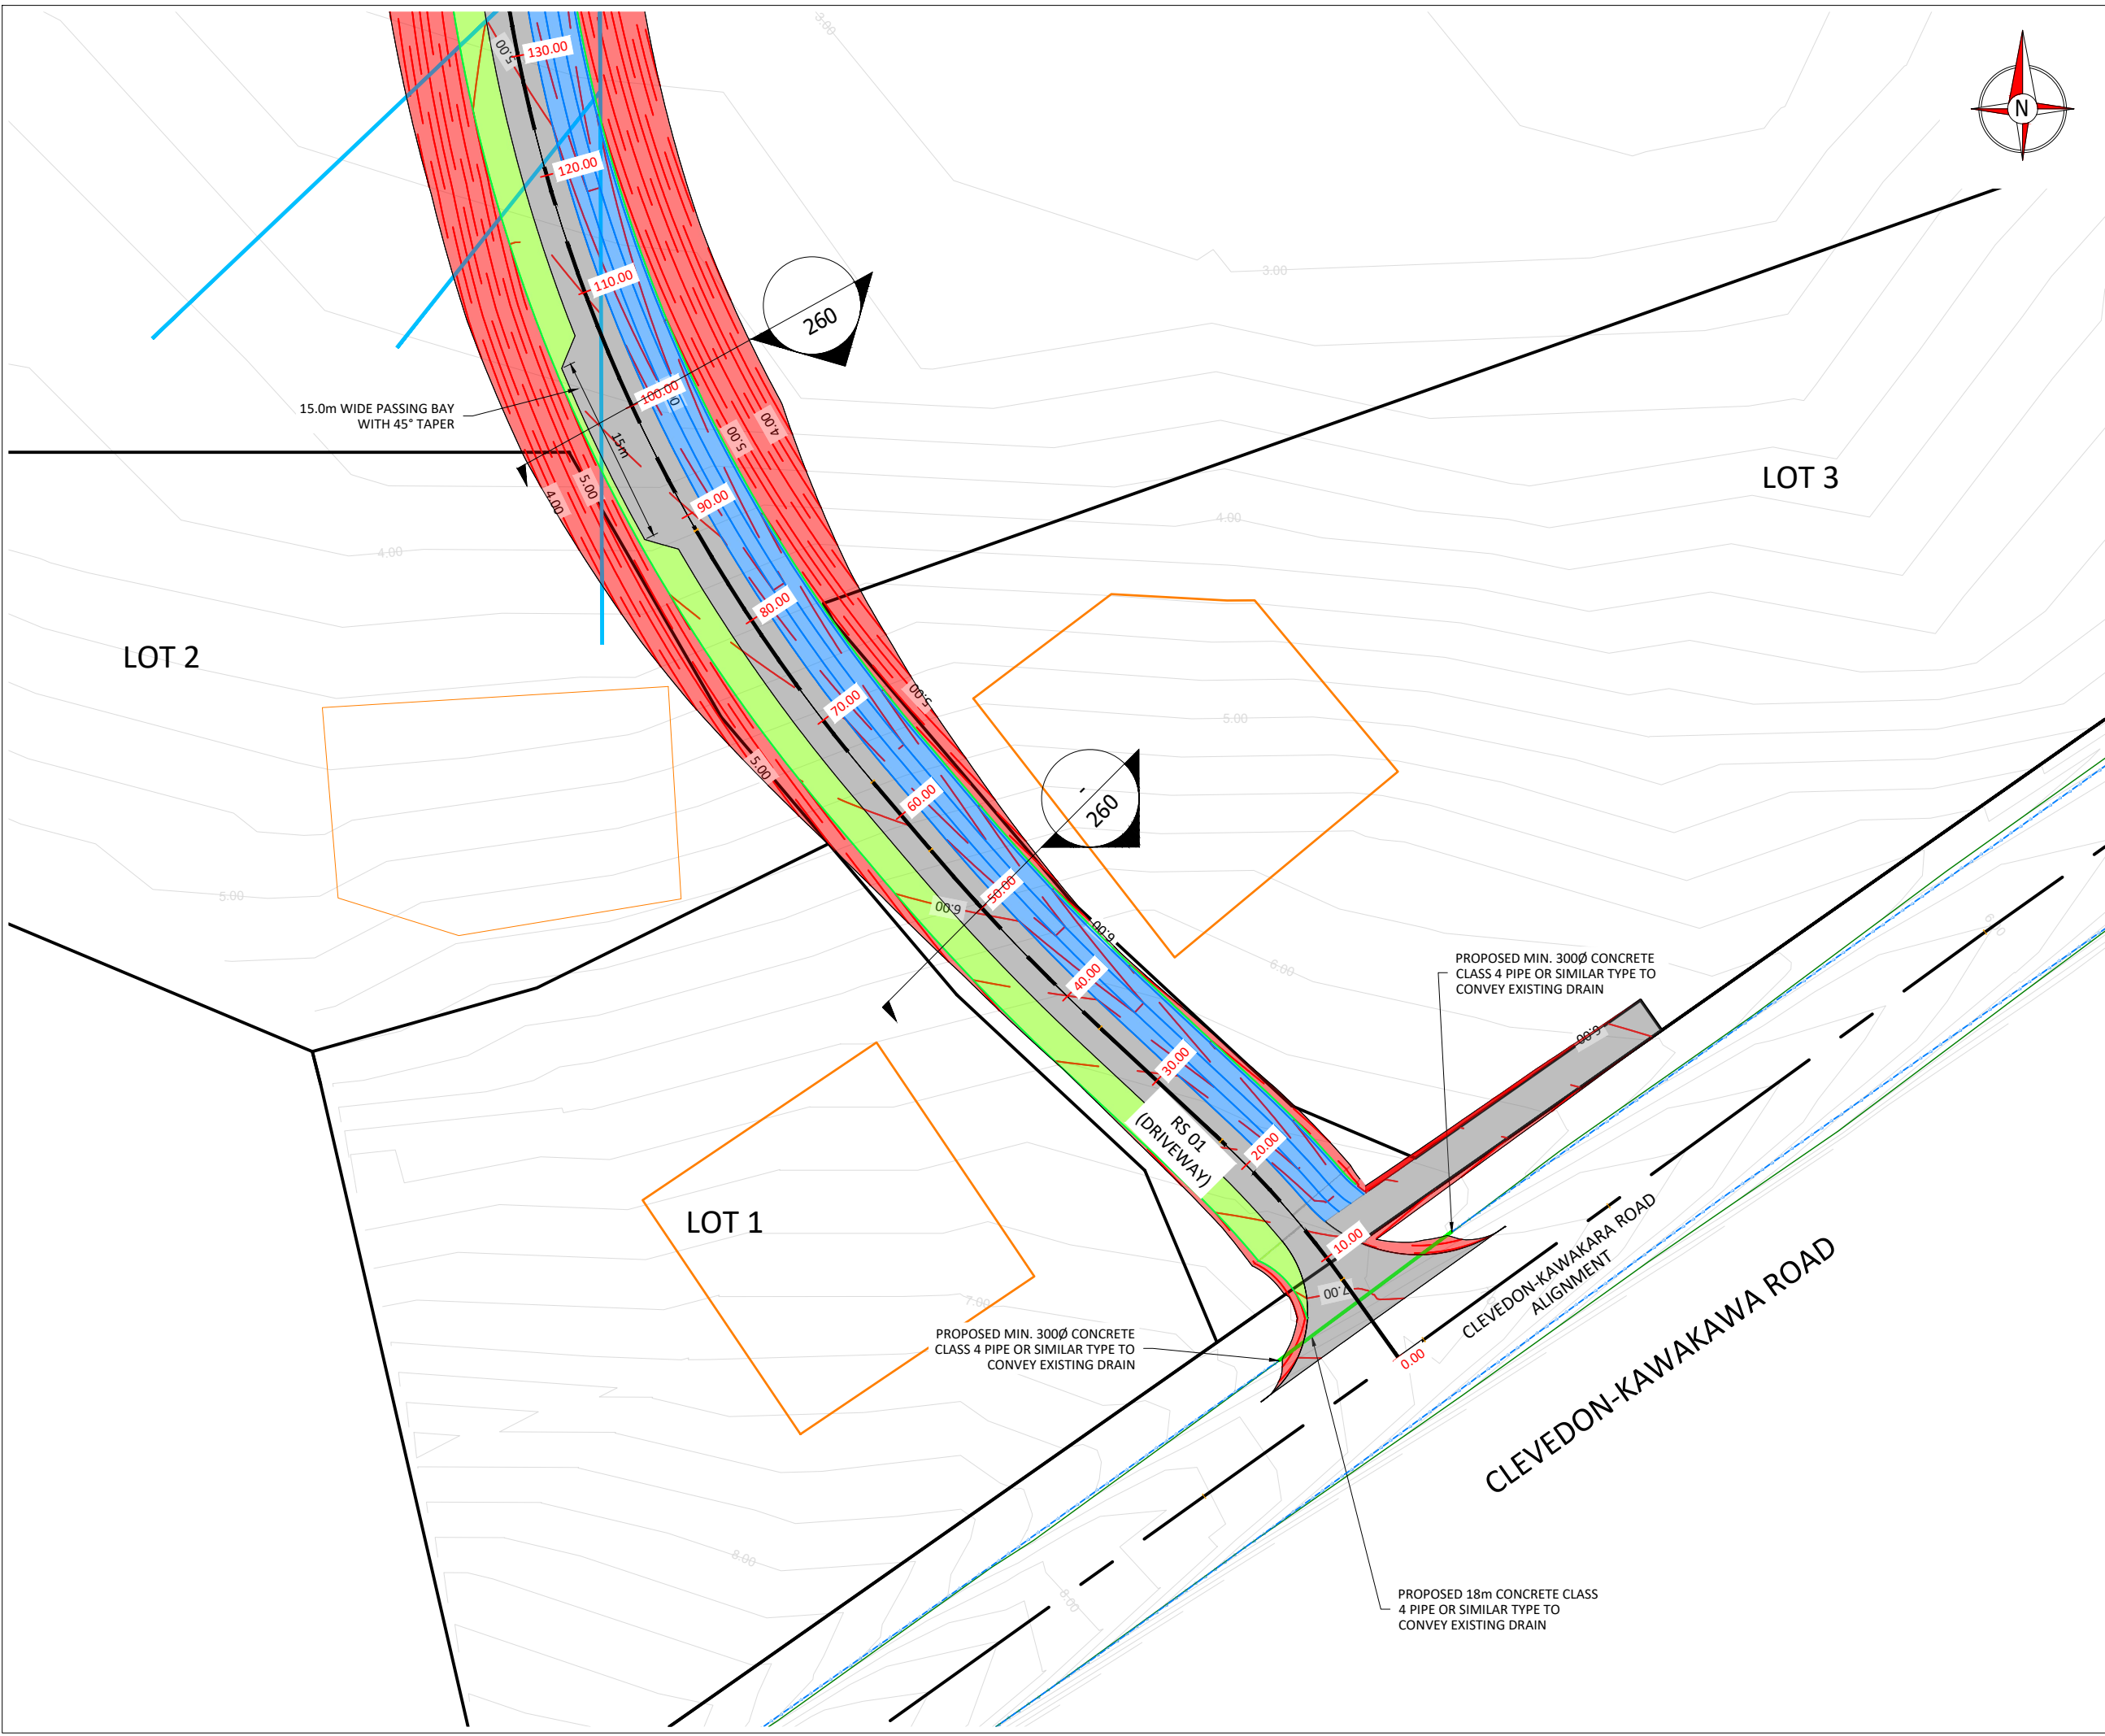 3.00
5.00
130.00
N
120.00
110.00
3.00
260
15.0m WIDE PASSING BAY
WITH 45° TAPER
100.00
15m
4.00
5.00
LOT 3
5.00
4.00
90.00
4.00
4.00
80.00
LOT 2
70.00
5.00
5.00
5.00
60.00
-
260
5.00
50.00
6.00
6.00
6.00
40.00
PROPOSED MIN. 300Ø CONCRETE
CLASS 4 PIPE OR SIMILAR TYPE TO
CONVEY EXISTING DRAIN
30.00
6.00
RS 01
(DRIVEWAY)
20.00
LOT 1
10.00
7.00
7.00
CLEVEDON-KAWAKARA ROAD
ALIGNMENT
CLEVEDON-KAWAKAWA ROAD
0.00
PROPOSED MIN. 300Ø CONCRETE
CLASS 4 PIPE OR SIMILAR TYPE TO
CONVEY EXISTING DRAIN
8.00
8.00
PROPOSED 18m CONCRETE CLASS
4 PIPE OR SIMILAR TYPE TO
CONVEY EXISTING DRAIN